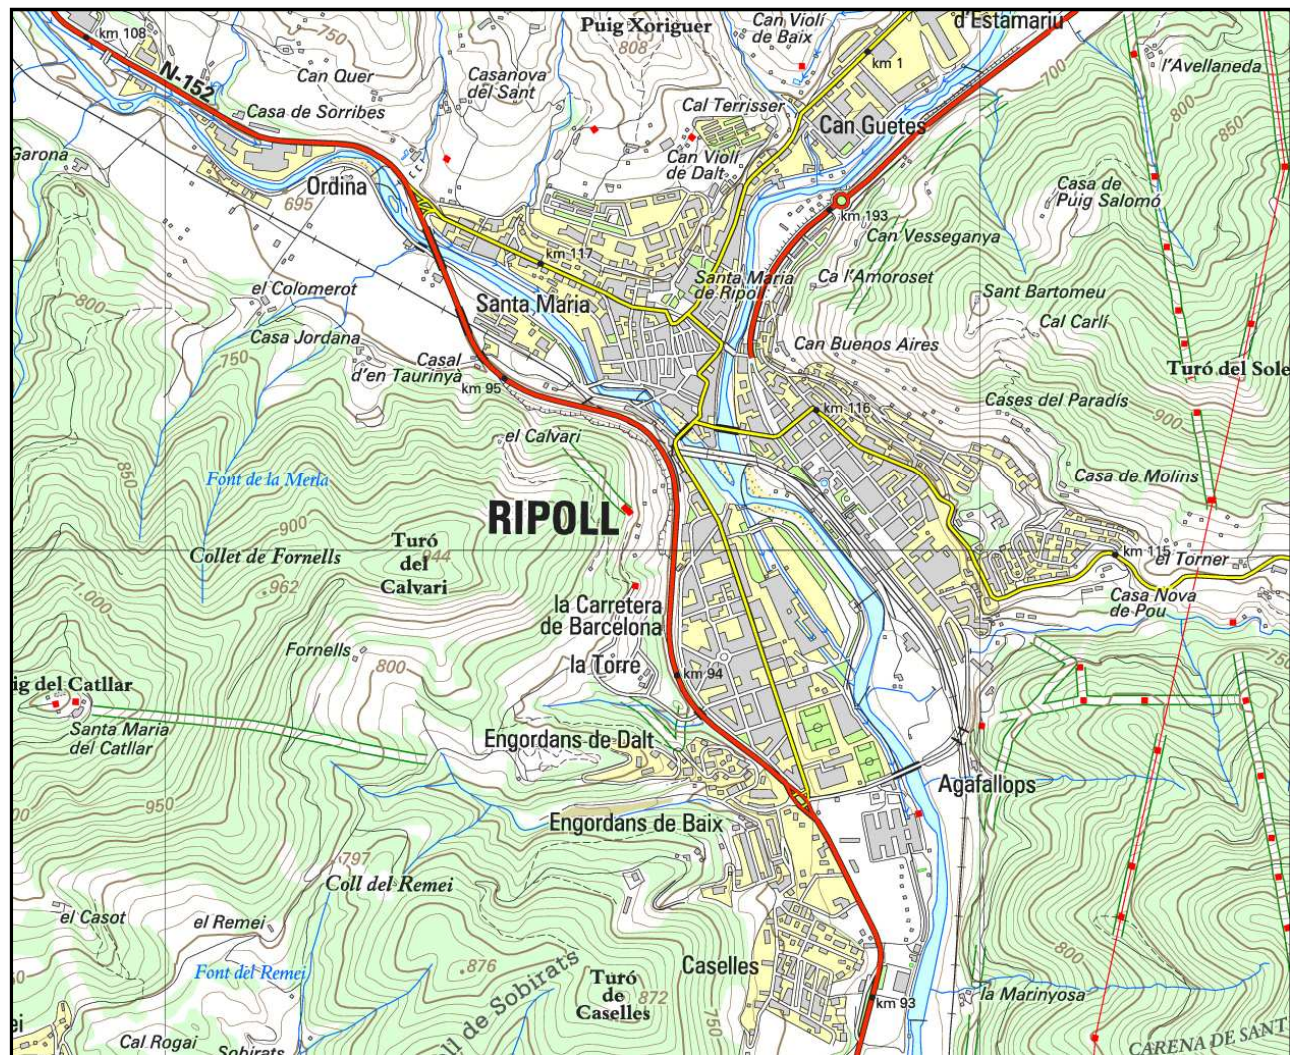 Puig Xoriguer
808
Can Violí
de Baix
d'Estamariu
km 108
750
km 1
l'Avellaneda
N-152
Can Quer
Casanova
del Sant
700
800
850
Casa de Sorribes
Cal Terrisser
Can Guetes
Garona
Can Violí
de Dalt
Ordina
695
Casa de
Puig Salomó
km 193
Can Vesseganya
km 117
Santa Maria
de Ripoll
Ca l'Amoroset
el Colomerot
800
Santa Maria
Sant Bartomeu
Cal Carlí
Casa Jordana
750
Can Buenos Aires
Casal
d'en Taurinyà
km 95
Turó del Sole
Cases del Paradís
km 116
900
el Calvari
850
Font de la Merla
Casa de Molins
RIPOLL
900
Collet de Fornells
Turó
del
Calvari
944
km 115
el Torner
962
1.000
la Carretera
de Barcelona
Casa Nova
de Pou
Fornells
800
la Torre
km 94
750
ig del Catllar
Santa Maria
del Catllar
Engordans de Dalt
950
Agafallops
Engordans de Baix
797
Coll del Remei
el Casot
el Remei
800
Font del Remei
750
876
Turó
de
Caselles
872
Caselles
750
km 93
la Marinyosa
Cal Rogai
Sobirats
ll de Sobirats
CARENA DE SANT